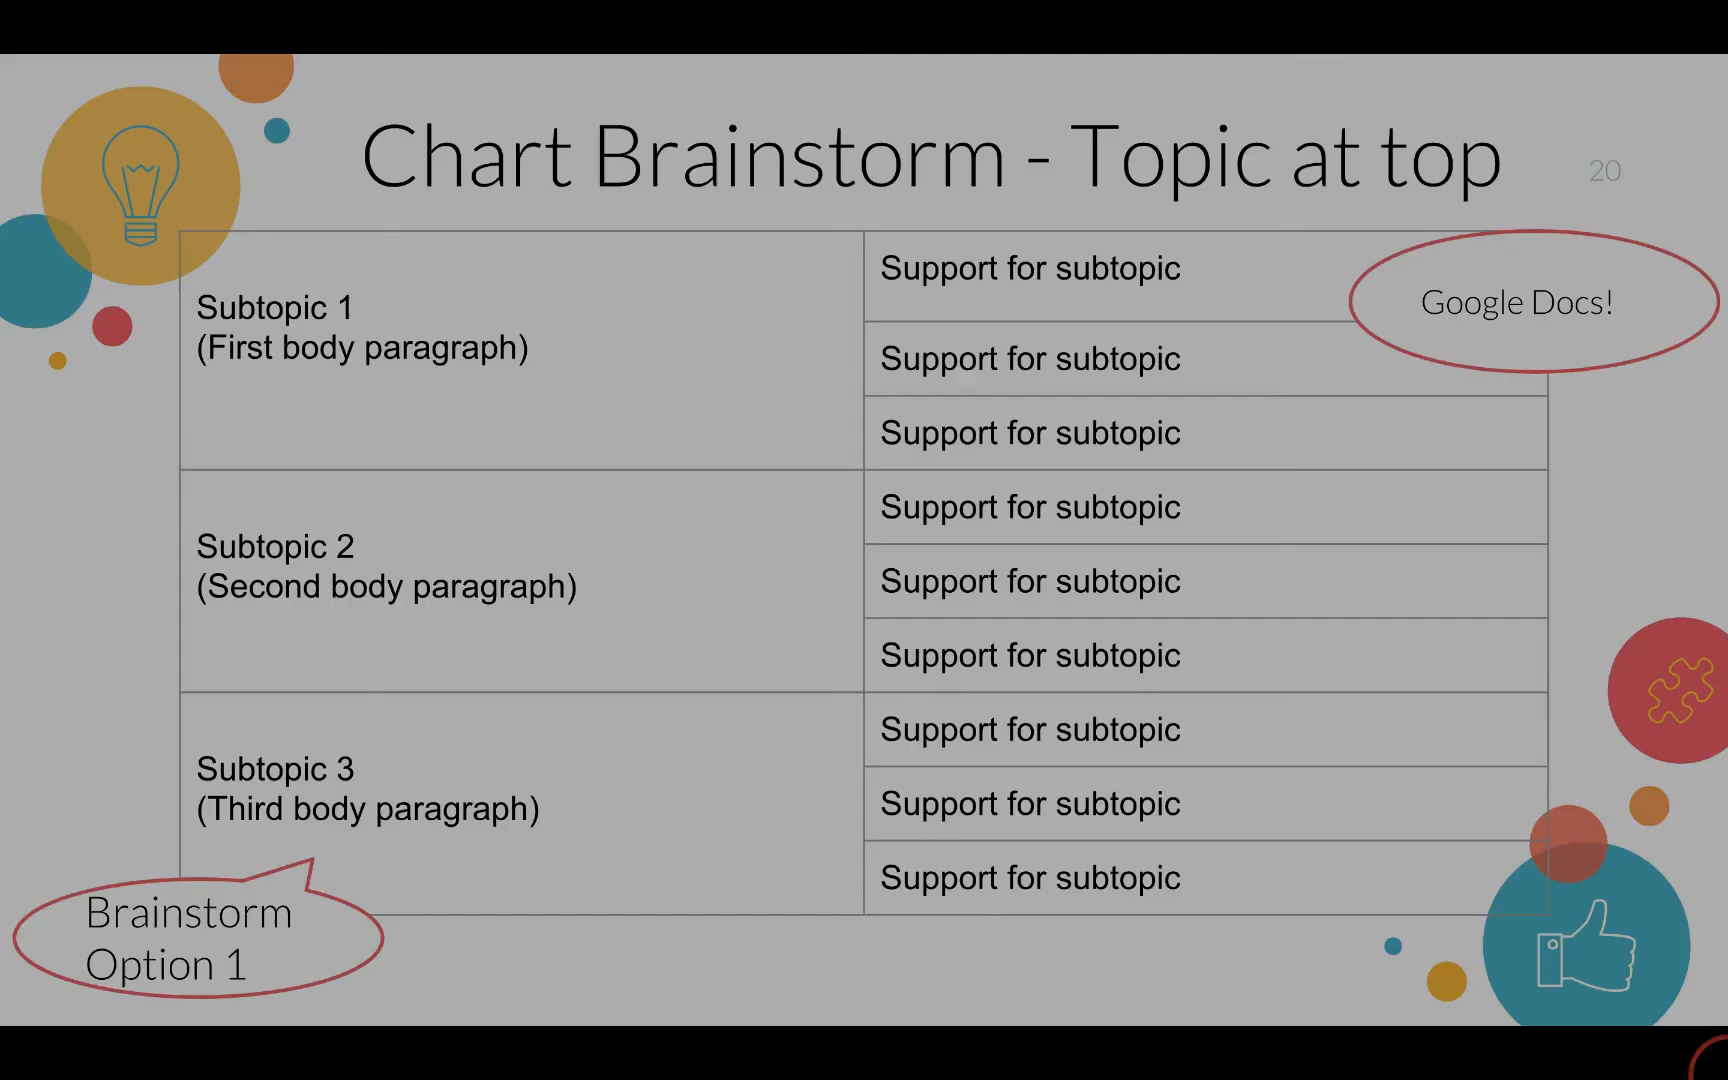 Chart Brainstorm - Topic at top
20
Subtopic 1
(First body paragraph)
Support for subtopic
Support for subtopic
Support for subtopic
Google Docs!
Subtopic 2
(Second body paragraph)
Support for subtopic
Support for subtopic
Support for subtopic
Subtopic 3
(Third body paragraph)
Support for subtopic
Support for subtopic
Support for subtopic
Brainstorm
Option 1